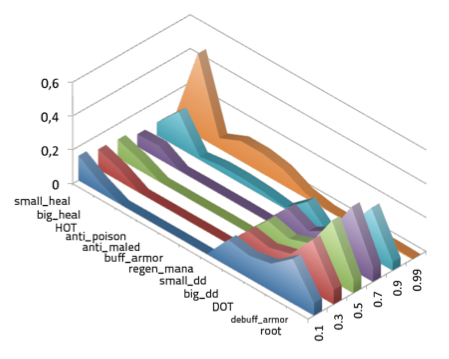 0,6
0,4
0,2
0
small_heal
big_heal
HOT
anti_poison
anti_maled
buff_armor
regen_mana
small_dd
big_dd
DOT
debuff_armor
root
0.1
0.3
0.5
0.7
0.9
0.99